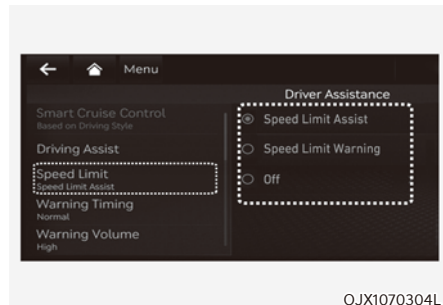 Menu
Driver Assistance
Smart Cruise Control
Based on Driving Style
Driving Assist
Speed Limit
Speed Limit Assist
Warning Timing
Normal
Warning Volume
High
Speed Limit Assist
Speed Limit Warning
Off
OJX1070304L